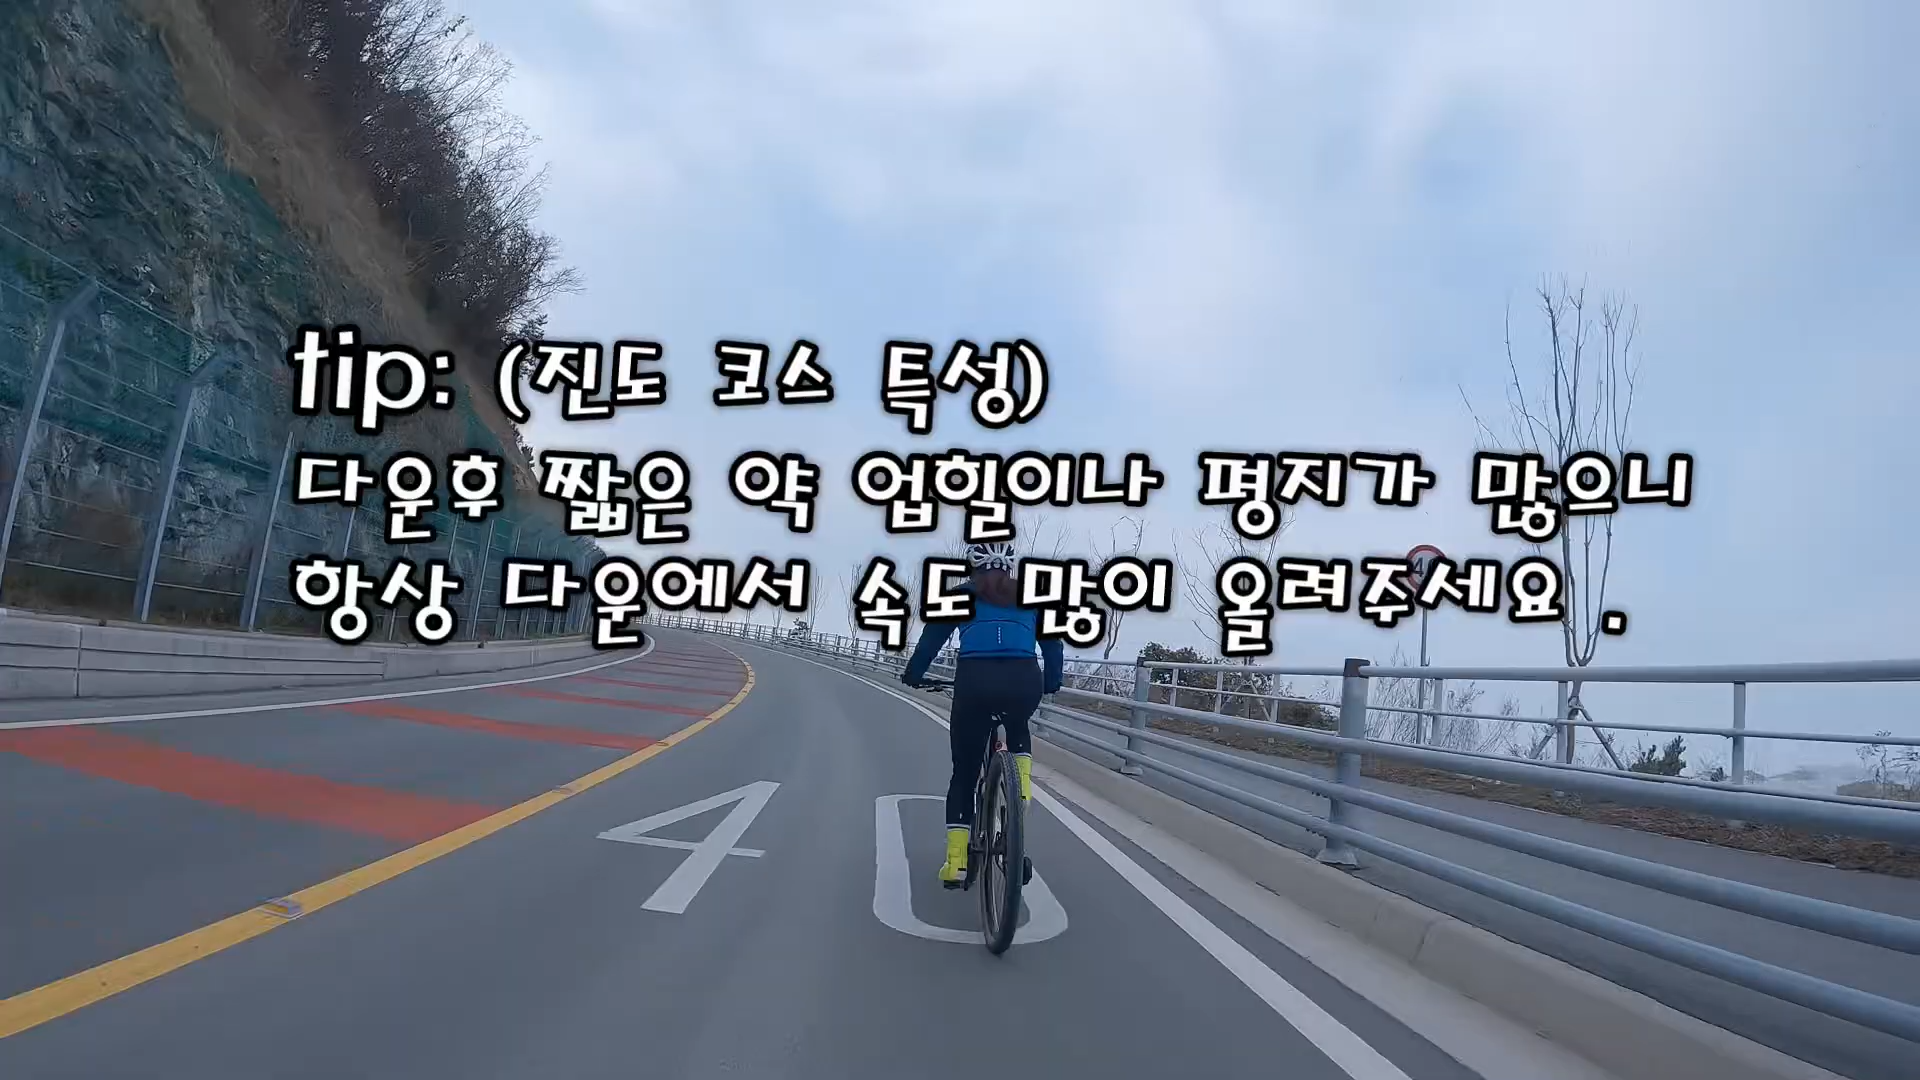 tip: (진도 코스 특성)
다운후 짧은 약 업힐이나 평지가 많으니
항상 다운에서 속도 많이 올려주세요 .
40
40